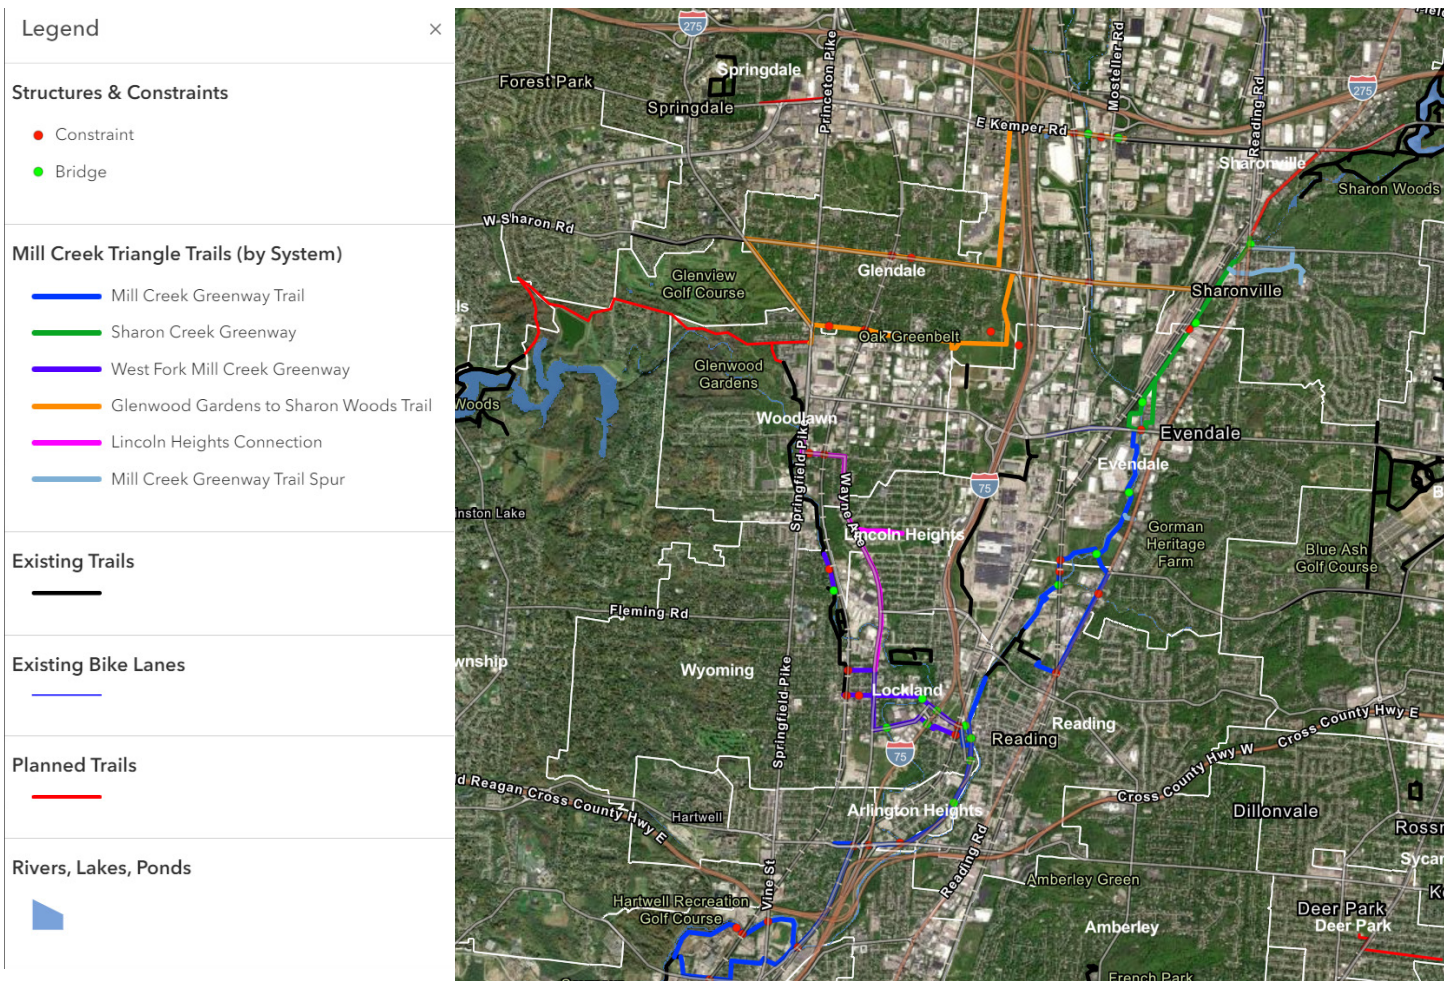 Legend
×
Structures & Constraints
Constraint
Bridge
Mill Creek Triangle Trails (by System)
Mill Creek Greenway Trail
Sharon Creek Greenway
West Fork Mill Creek Greenway
Glenwood Gardens to Sharon Woods Trail
Lincoln Heights Connection
Mill Creek Greenway Trail Spur
Existing Trails
Existing Bike Lanes
Planned Trails
Rivers, Lakes, Ponds
275
Springdale
Forest Park
Springdale
Princeton Pike
Mosteller Rd
Reading Rd
275
E Kemper Rd
Sharonville
Sharon Woods
W Sharon Rd
Glenview
Golf Course
Glendale
Sharonville
ls
Oak Greenbelt
Glenwood
Gardens
Woods
Woodlawn
Evendale
Evendale
Springfield Pike
Wayne Ave
75
inston Lake
Lincoln Heights
Gorman
Heritage
Farm
Blue Ash
Golf Course
B
Fleming Rd
wnship
Wyoming
Lockland
Springfield Pike
Reading
Reading
Cross County Hwy E
75
Cross County Hwy W
d Reagan Cross County Hwy E
Arlington Heights
Hartwell
Dillonvale
Rossm
Sycar
Reading Rd
Vine St
Amberley Green
Ke
Hartwell Recreation
Golf Course
Deer Park
Deer Park
Amberley
French Park